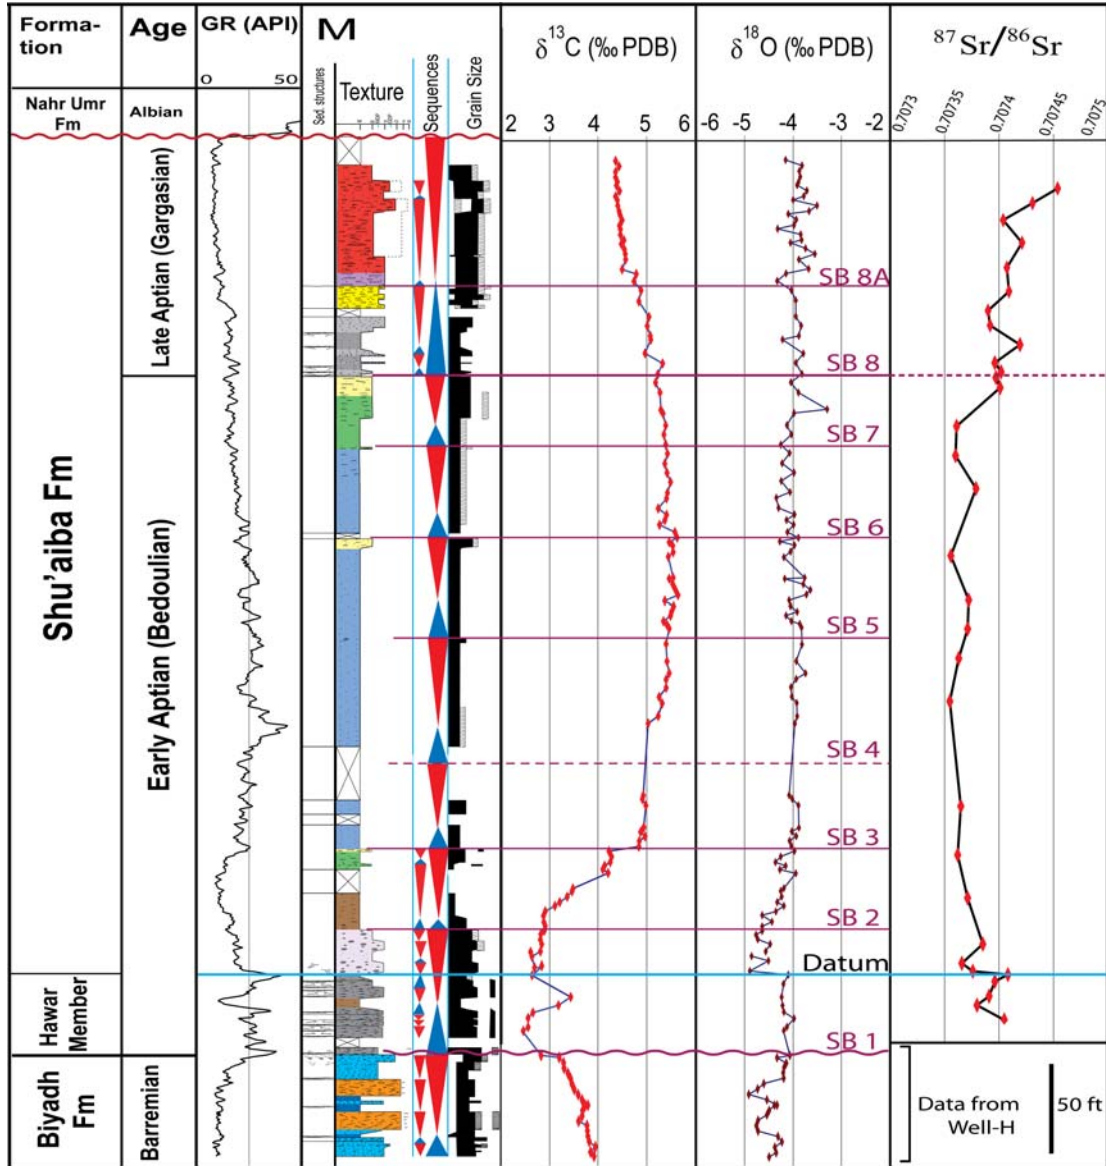 Forma-
tion
Age
GR (API)
0 50
M
Sed. structures
Texture
Sequences
Grain Size
δ13C (‰ PDB)
2 3 4 5 6
δ18O (‰ PDB)
-6 -5 -4 -3 -2
87Sr/86Sr
0.7073
0.70735
0.7074
0.70745
0.7075
Nahr Umr
Fm
Albian
Shu'aiba Fm
Late Aptian (Gargasian)
Early Aptian (Bedoulian)
SB 8A
SB 8
SB 7
SB 6
SB 5
SB 4
SB 3
SB 2
Datum
Hawar
Member
SB 1
Biyadh
Fm
Barremian
Data from
Well-H
50 ft